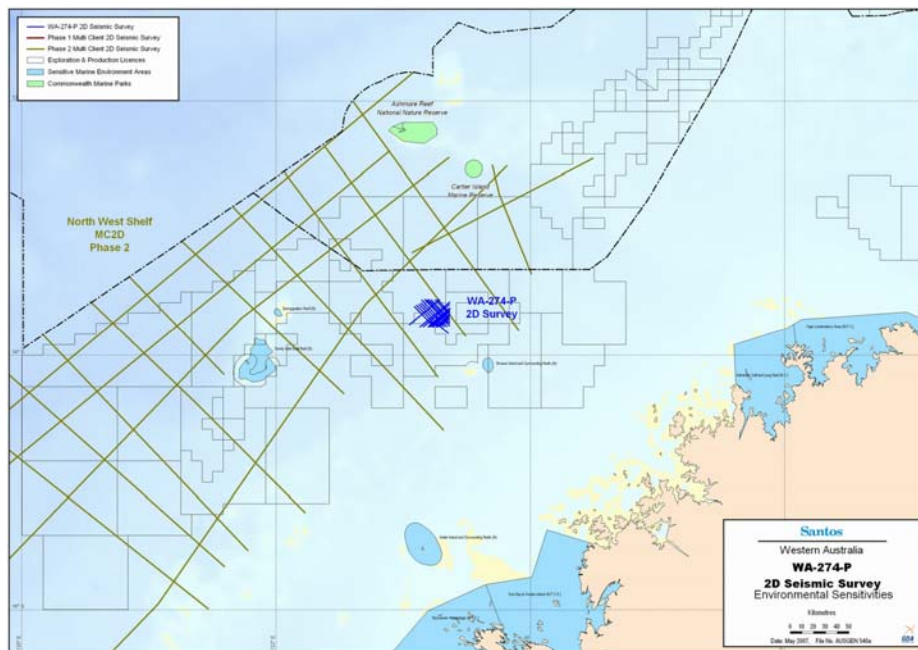 WA-274-P 2D Seismic Survey
Phase 1 Multi Client 2D Seismic Survey
Phase 2 Multi Client 2D Seismic Survey
Exploration & Production Licences
Sensitive Marine Environment Areas
Commonwealth Marine Parks
Ashmore Reef
National Nature Reserve
Cartier Island
Marine Reserve
North West Shelf
MC2D
Phase 2
WA-274-P
2D Survey
Santos
Western Australia
WA-274-P
2D Seismic Survey
Environmental Sensitivities
Kilometres
0 10 20 30 40 50
Date: May 2007. File No. AUSGEN 546a